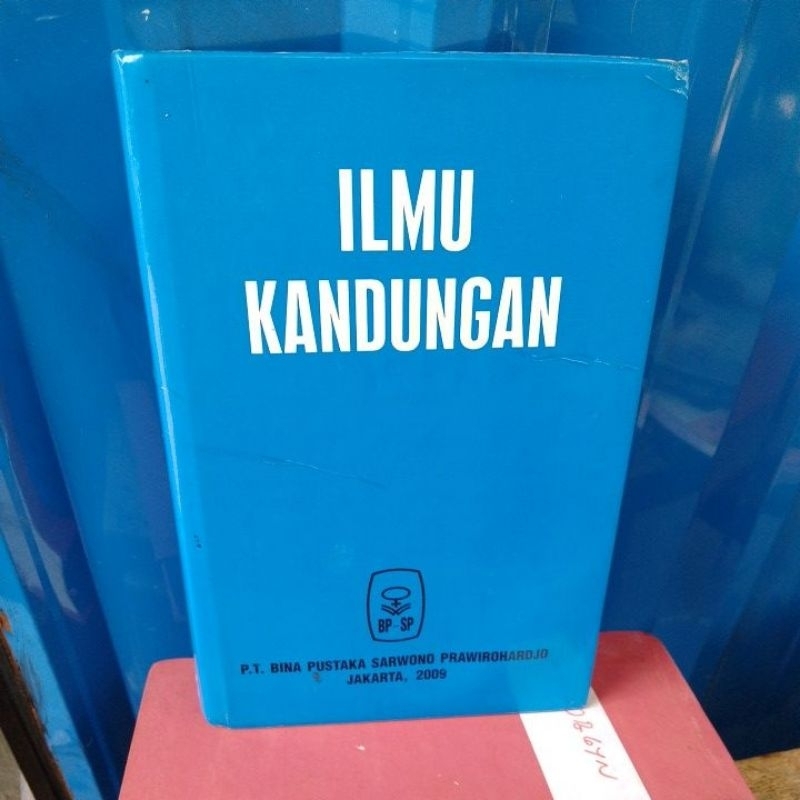 ILMU
KANDUNGAN
BP-SP
P.T. BINA PUSTAKA SARWONO PRAWIROHARDJO
JAKARTA, 2009